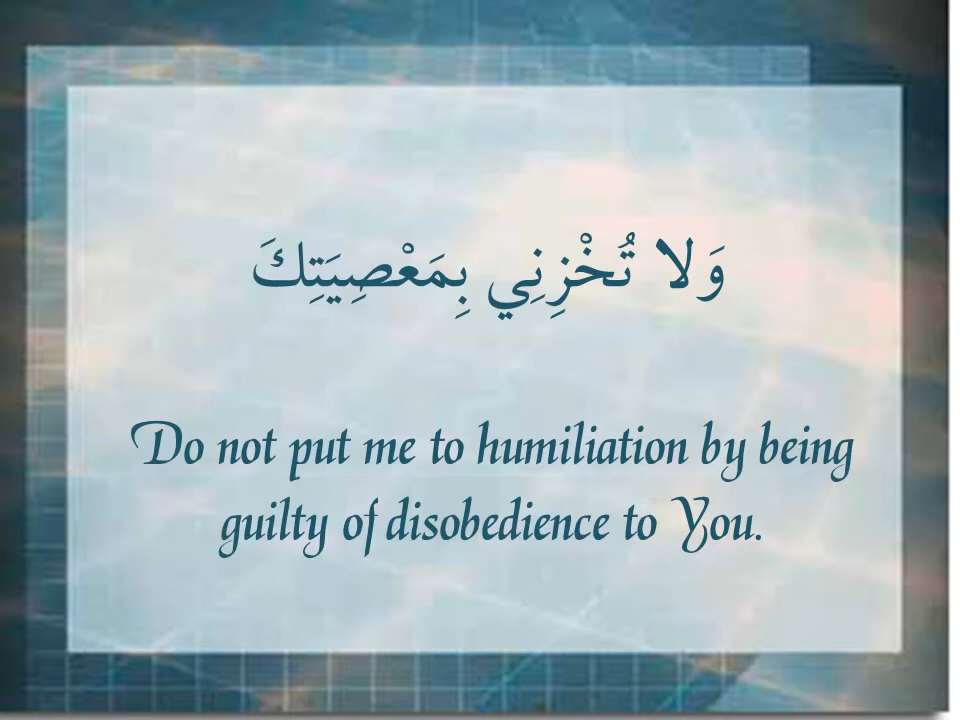 وَلا تُخْزِنِي بِمَعْصِيَتِكَ
Do not put me to humiliation by being
guilty of disobedience to You.